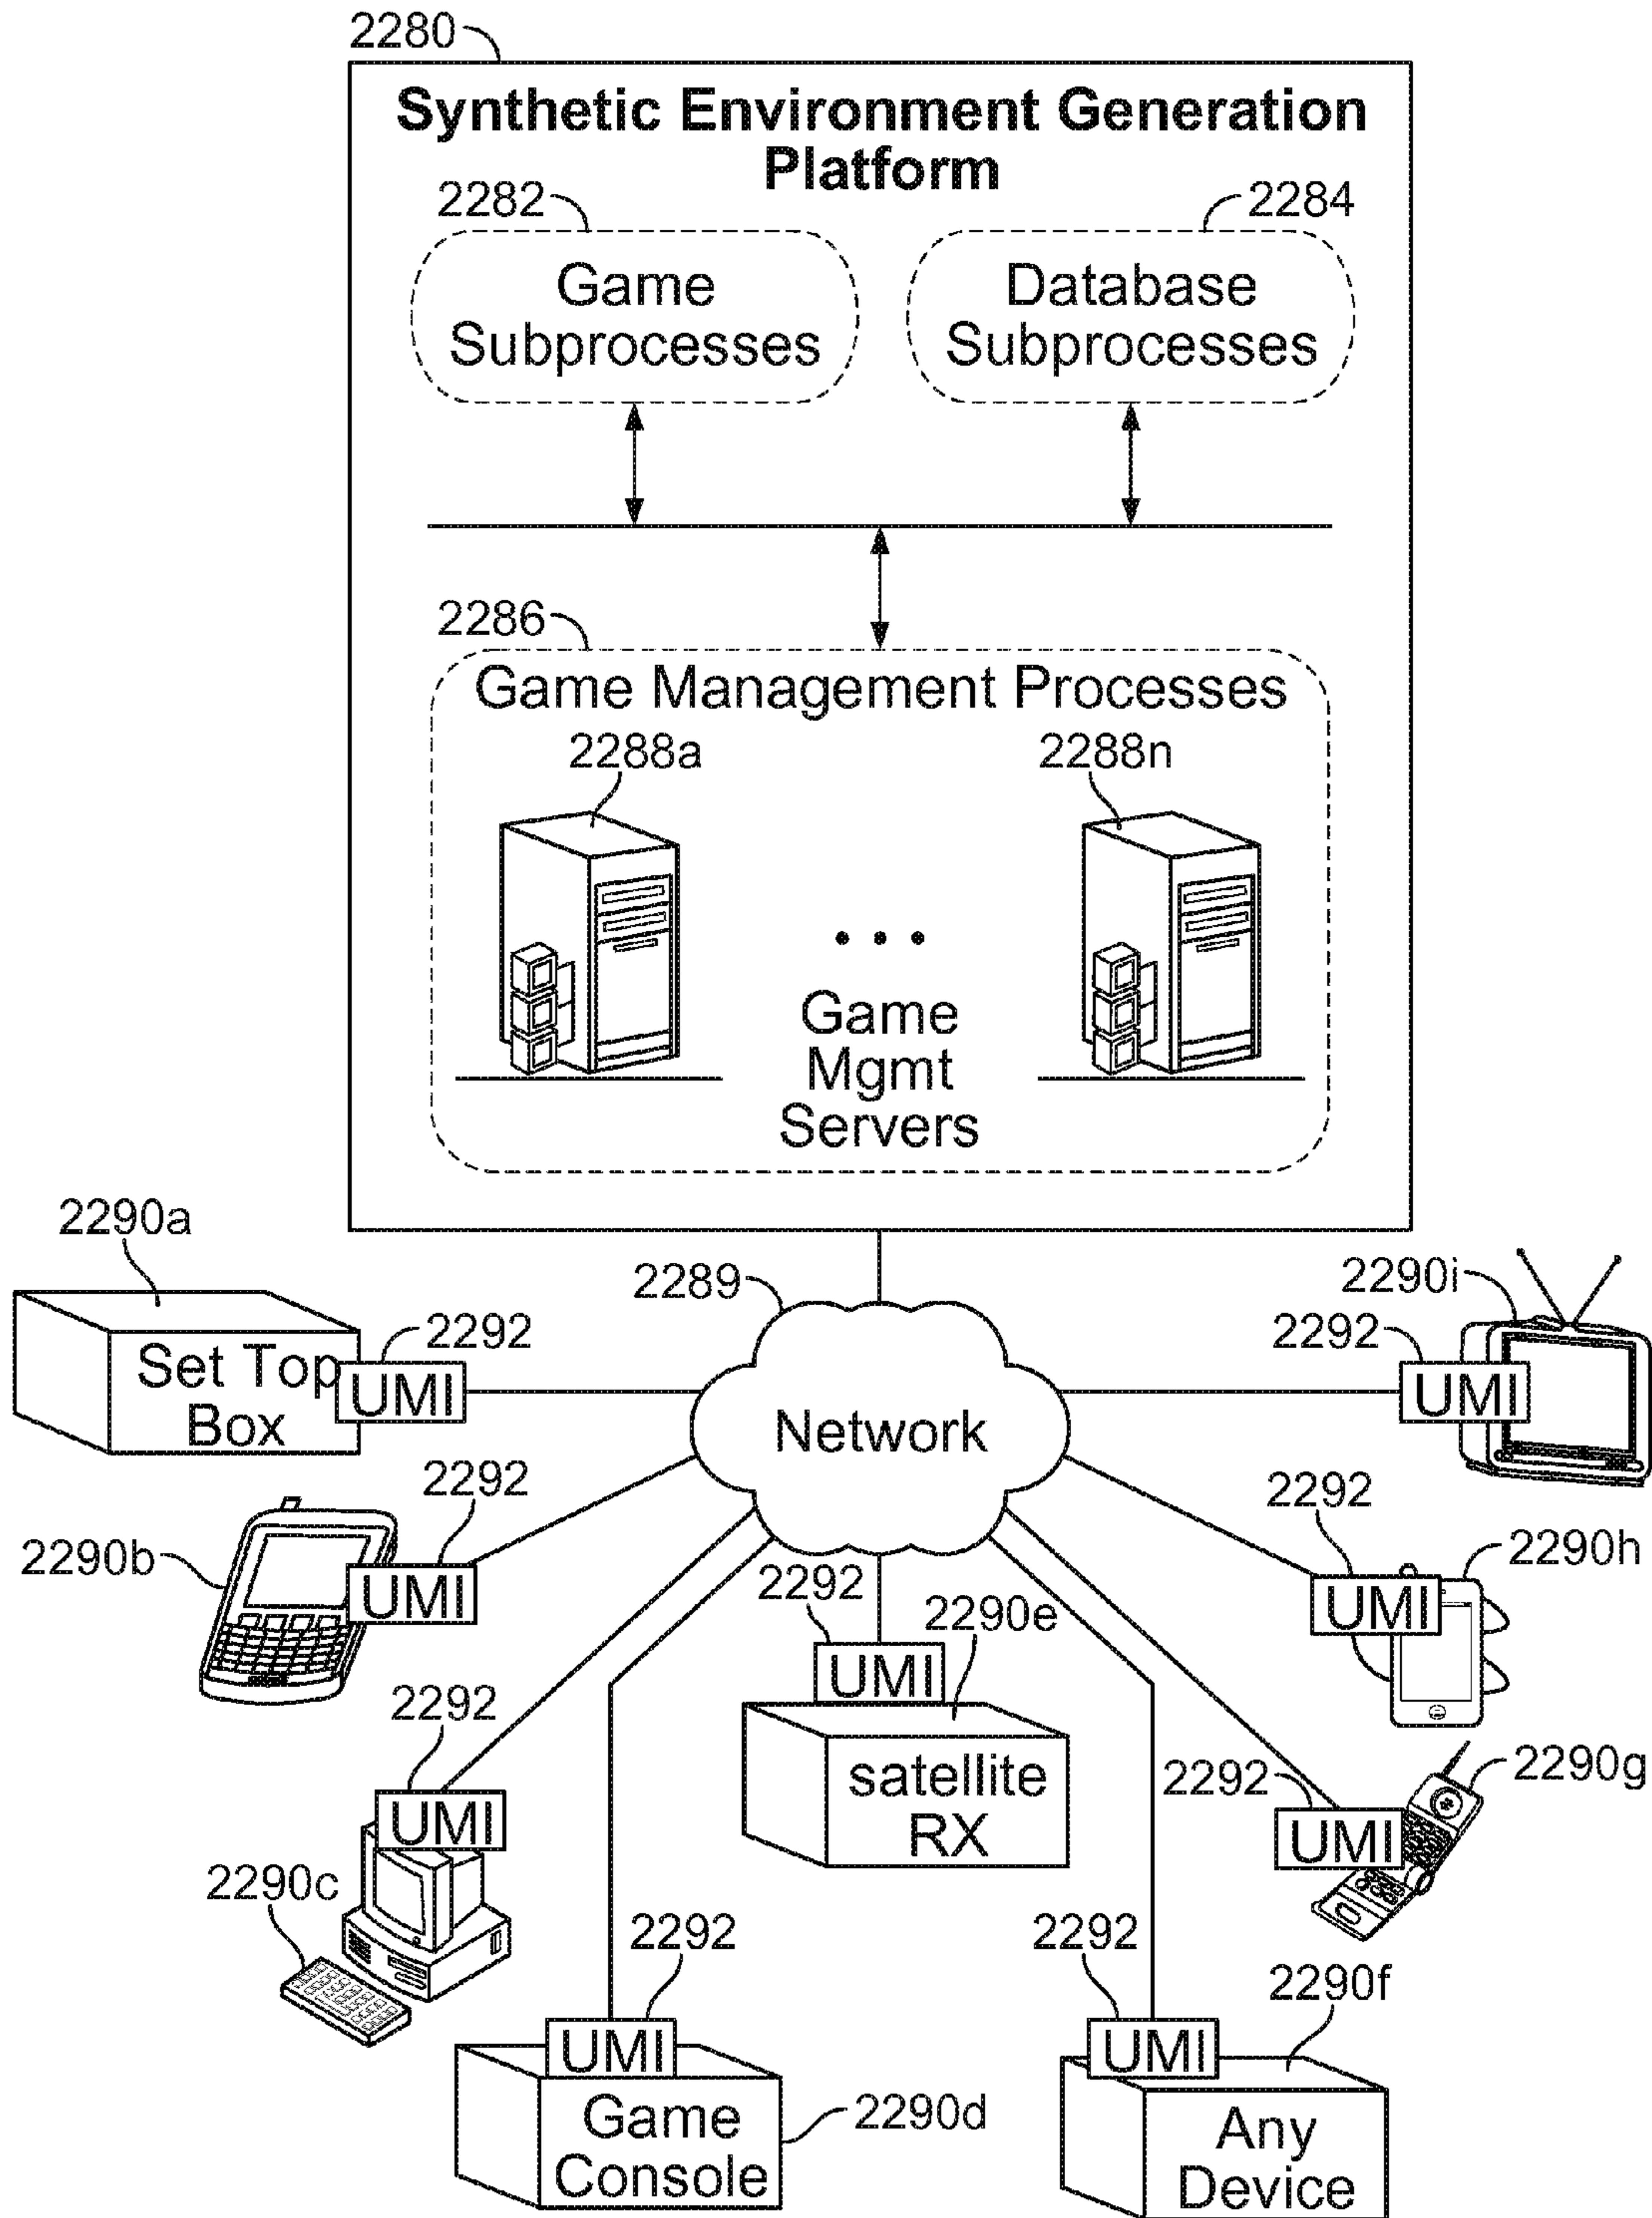 2280
Synthetic Environment Generation
Platform
2282
2284
Game
Subprocesses
Database
Subprocesses
2286
Game Management Processes
2288a
2288n
• • •
Game
Mgmt
Servers
2290a
2289
2290i
2292
2292
Set Top
Box
UMI
Network
UMI
2292
2292
2290b
UMI
2292
2290h
UMI
2290e
2292
UMI
2292
2290g
UMI
satellite
RX
UMI
2290c
2292
2292
2290f
UMI
UMI
Game
Console
2290d
Any
Device